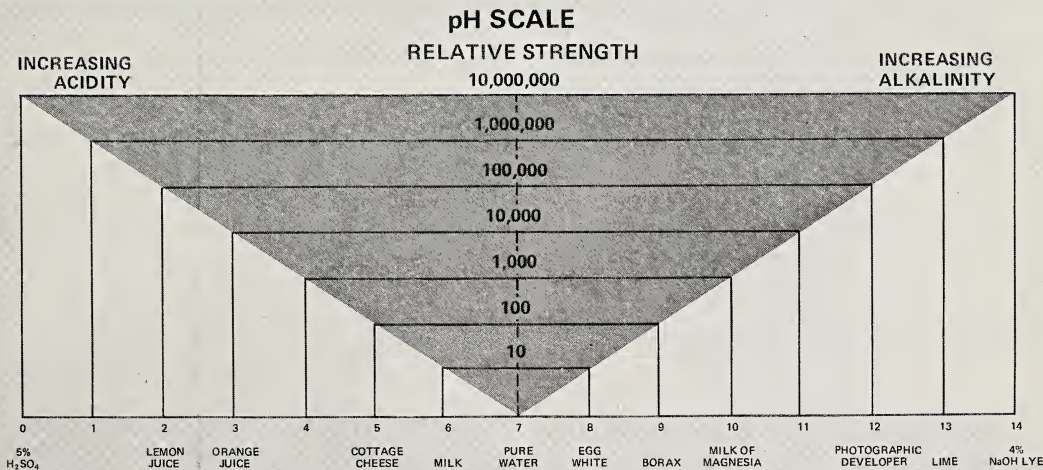 pH SCALE
RELATIVE STRENGTH
INCREASING
ACIDITY
INCREASING
ALKALINITY
10,000,000
1,000,000
100,000
10,000
1,000
100
10
0 1 2 3 4 5 6 7 8 9 10 11 12 13 14
5%
H₂SO₄
LEMON
JUICE
ORANGE
JUICE
COTTAGE
CHEESE
MILK
PURE
WATER
EGG
WHITE
BORAX
MILK OF
MAGNESIA
PHOTOGRAPHIC
DEVELOPER
LIME
4%
NaOH LYE